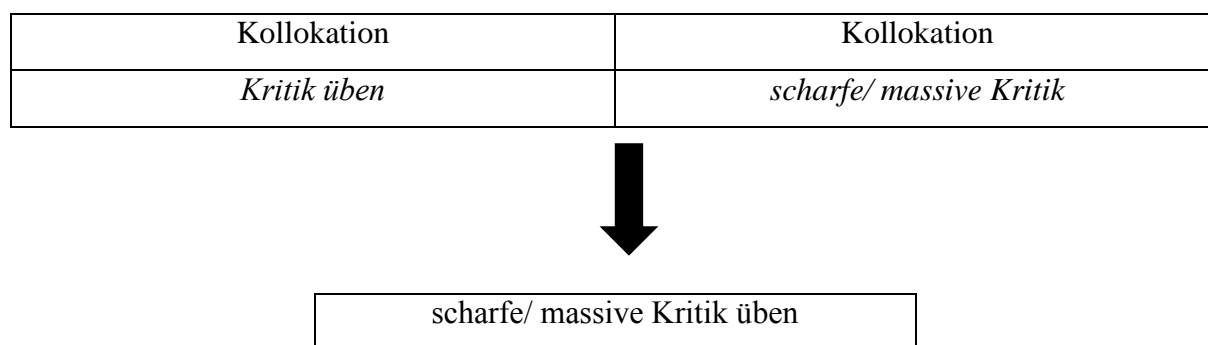 Kollokation Kollokation
Kritik üben scharfe/ massive Kritik
scharfe/ massive Kritik üben